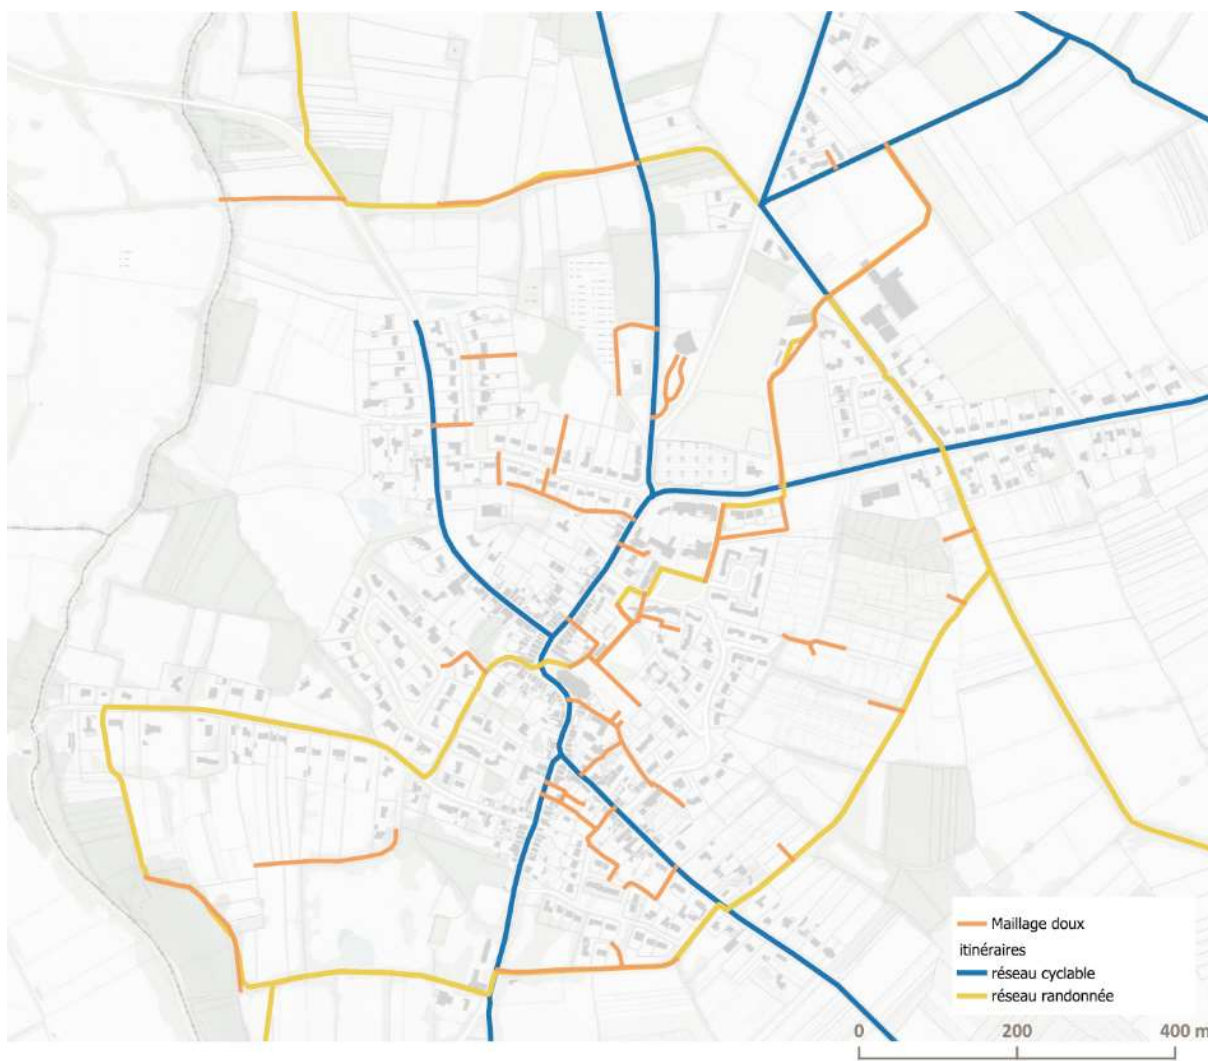 Maillage doux
itinéraires
réseau cyclable
réseau randonnée
0 200 400 m